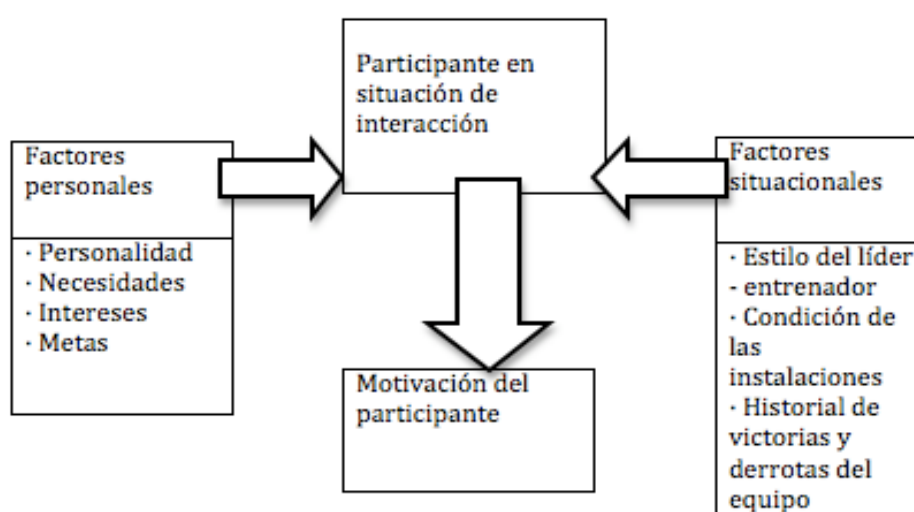 Participante en
situación de
interacción
Factores
personales
· Personalidad
· Necesidades
· Intereses
· Metas
Factores
situacionales
· Estilo del líder
- entrenador
· Condición de
las
instalaciones
· Historial de
victorias y
derrotas del
equipo
Motivación del
participante